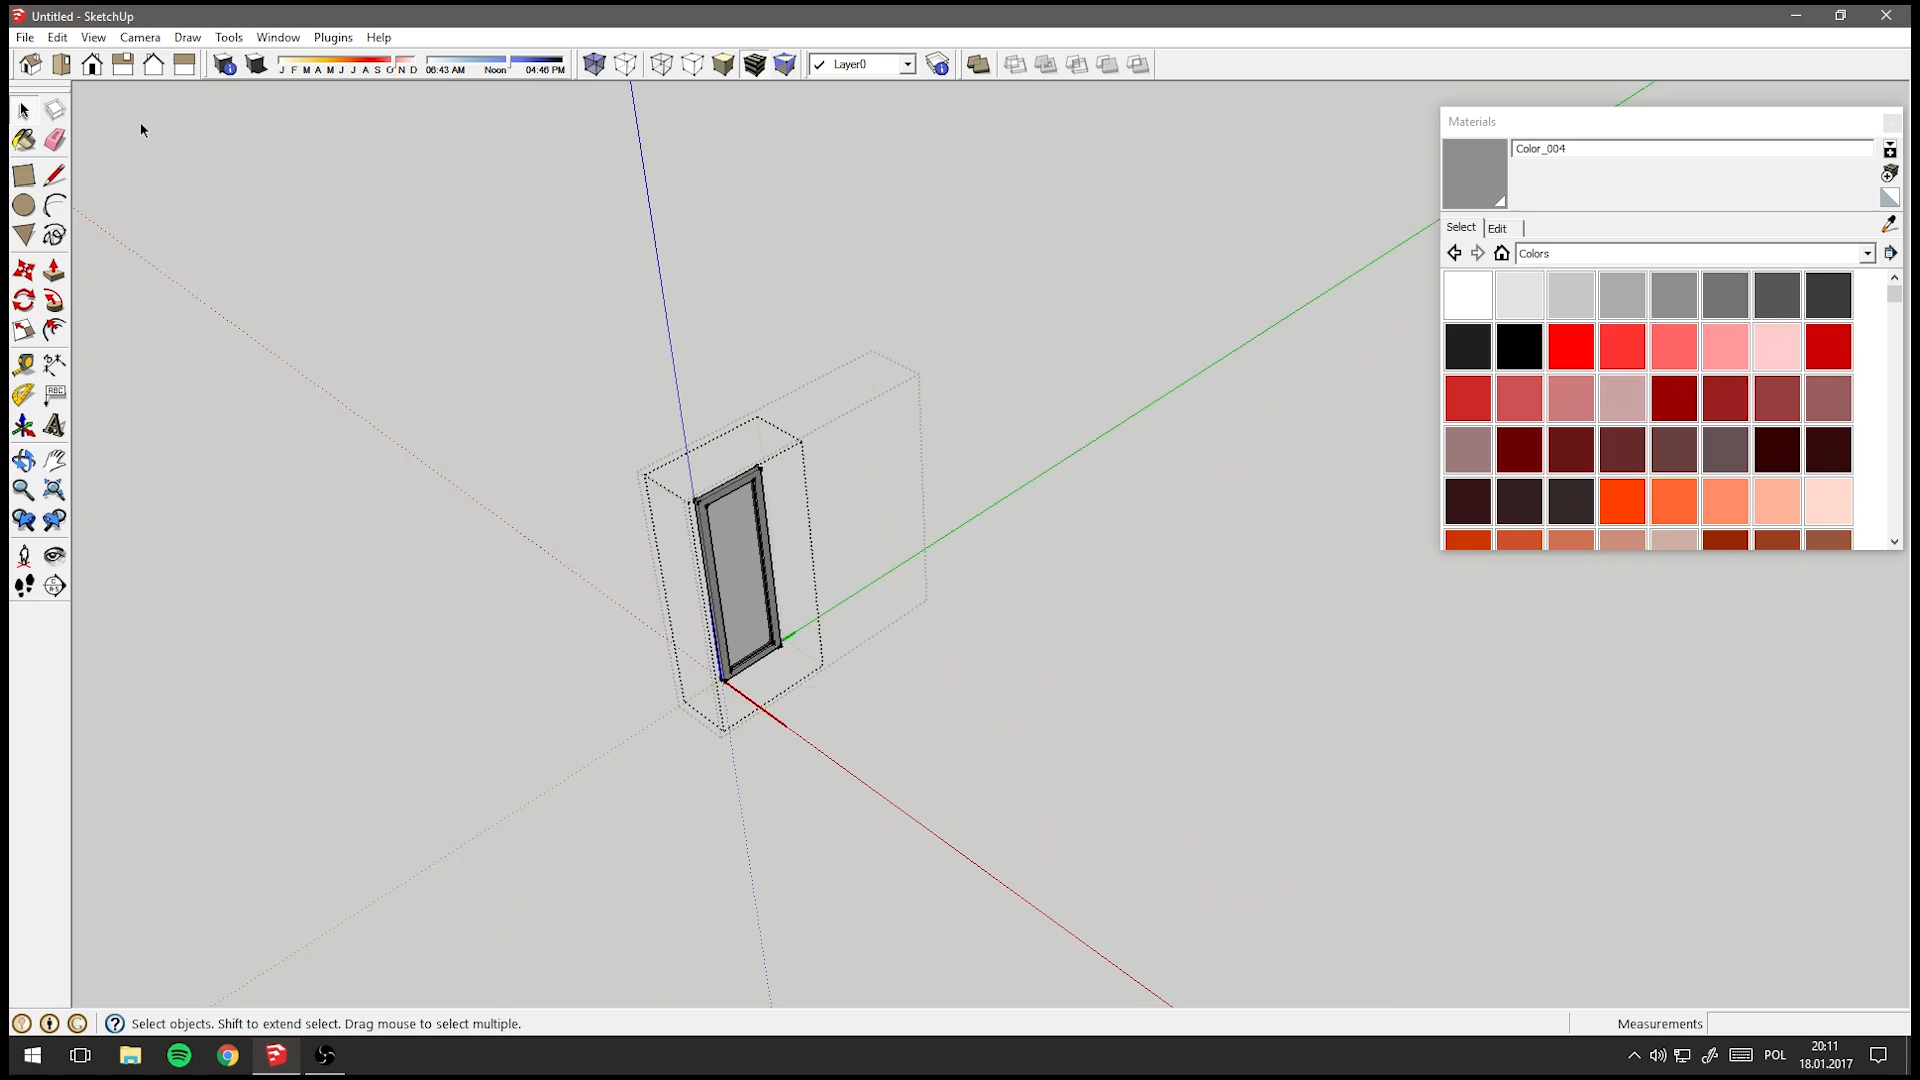 Untitled - SketchUp
File Edit View Camera Draw Tools Window Plugins Help
J F M A M J J A S O N D 06:43 AM Noon 04:46 PM Layer0
Materials
Color_004
Select Edit
Colors
ABC
Select objects. Shift to extend select. Drag mouse to select multiple.
Measurements
POL
20:11
18.01.2017